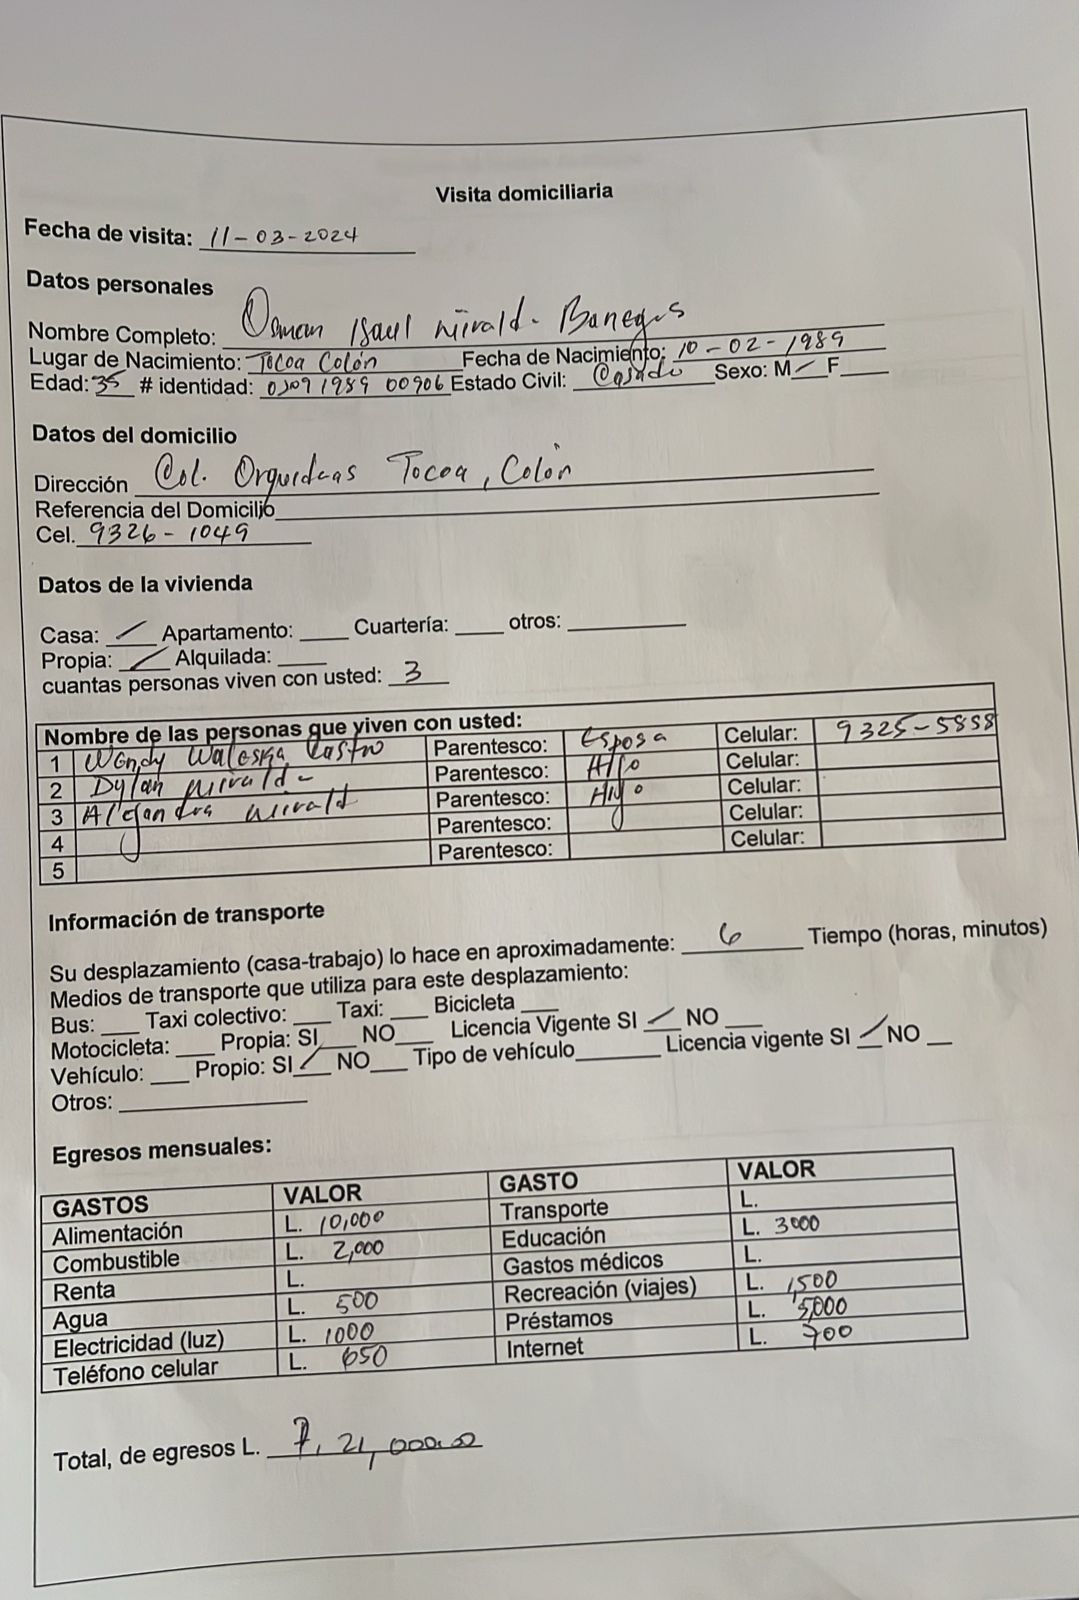 Visita domiciliaria
Fecha de visita: 11-03-2024
Datos personales
Nombre Completo: Osman Isaul Banegas
Lugar de Nacimiento: Tocoa Colón Fecha de Nacimiento: 10-02-1989
Edad: 35 # identidad: 0209 1989 00906 Estado Civil: Casado Sexo: M ✓ F
Datos del domicilio
Dirección Col. Orquideas Tocoa, Colón
Referencia del Domicilio
Cel. 9326-1049
Datos de la vivienda
Casa: ✓ Apartamento: Cuartería: otros:
Propia: ✓ Alquilada:
cuantas personas viven con usted: 3
Nombre de las personas que viven con usted:
1 Wendy Waleska Castro Parentesco: Esposa Celular: 9325-5858
2 Dylan Parentesco: Hijo Celular:
3 Alejandra Parentesco: Hijo Celular:
4 Parentesco: Celular:
5 Parentesco: Celular:
Información de transporte
Su desplazamiento (casa-trabajo) lo hace en aproximadamente: 6 Tiempo (horas, minutos)
Medios de transporte que utiliza para este desplazamiento:
Bus: Taxi colectivo: Taxi: Bicicleta
Motocicleta: Propia: SI NO Licencia Vigente SI ✓ NO
Vehículo: Propio: SI ✓ NO Tipo de vehículo Licencia vigente SI ✓ NO
Otros:
Egresos mensuales:
GASTOS VALOR GASTO VALOR
Alimentación L. 10,000 Transporte L.
Combustible L. 2,000 Educación L. 3000
Renta L. Gastos médicos L.
Agua L. 500 Recreación (viajes) L. 1,500
Electricidad (luz) L. 1000 Préstamos L. 5,000
Teléfono celular L. 650 Internet L. 700
Total, de egresos L. 21,000.00